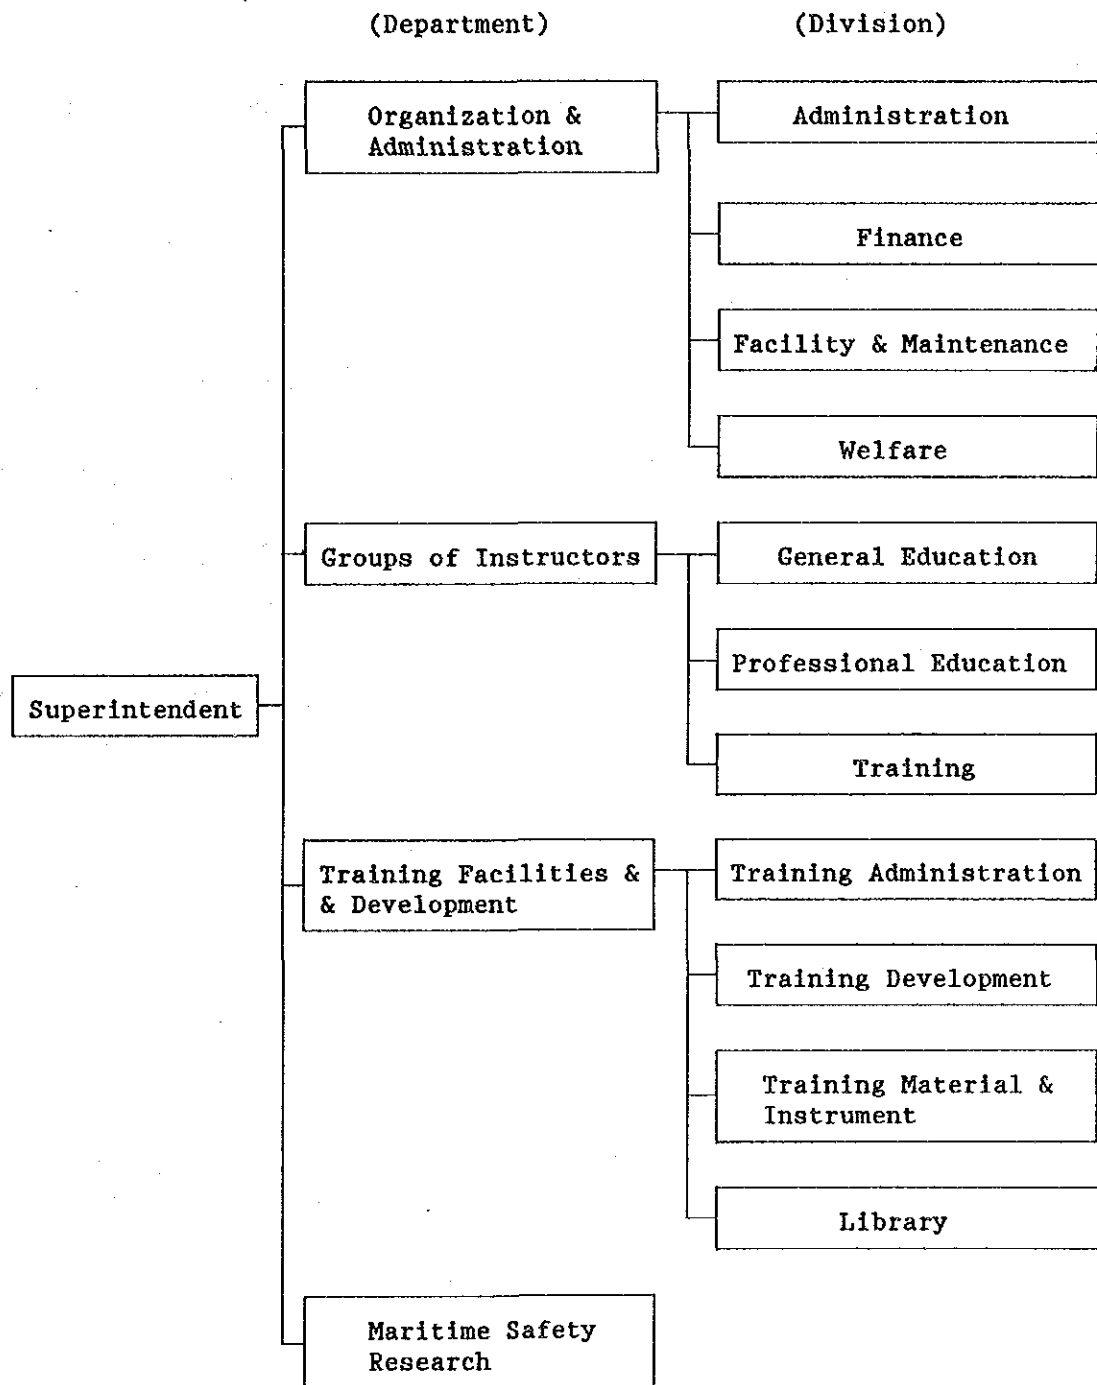 (Department) (Division)
Organization &
Administration
Administration
Finance
Facility & Maintenance
Welfare
Groups of Instructors
General Education
Professional Education
Superintendent
Training
Training Facilities &
& Development
Training Administration
Training Development
Training Material &
Instrument
Library
Maritime Safety
Research